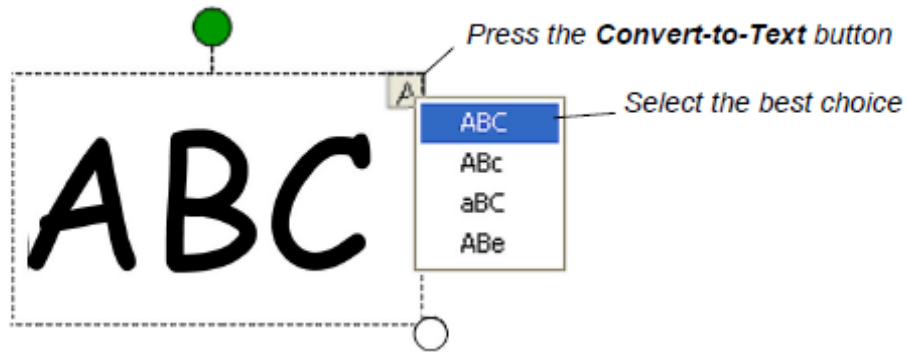 Press the Convert-to-Text button
A
Select the best choice
ABC
ABC
ABc
aBC
ABe